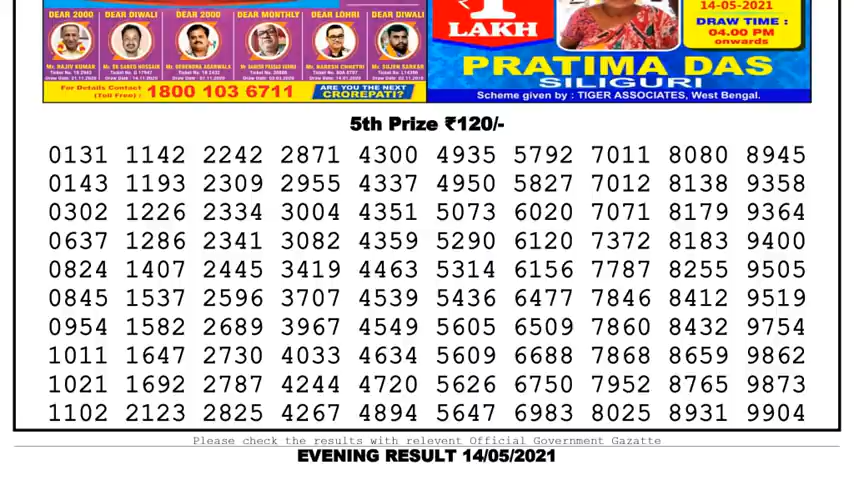 DEAR 2000 DEAR DIWALI DEAR 2000 DEAR MONTHLY DEAR LOHRI DEAR DIWALI
Mr. RAJIV KUMAR
1
LAKH
14-05-2021
DRAW TIME :
04.00 PM
onwards
PRATIMA DAS
SILIGURI
Scheme given by : TIGER ASSOCIATES, West Bengal.
For Details Contact
(Toll Free) : 1800 103 6711
ARE YOU THE NEXT
CROREPATI?
5th Prize ₹120/-
0131 1142 2242 2871 4300 4935 5792 7011 8080 8945
0143 1193 2309 2955 4337 4950 5827 7012 8138 9358
0302 1226 2334 3004 4351 5073 6020 7071 8179 9364
0637 1286 2341 3082 4359 5290 6120 7372 8183 9400
0824 1407 2445 3419 4463 5314 6156 7787 8255 9505
0845 1537 2596 3707 4539 5436 6477 7846 8412 9519
0954 1582 2689 3967 4549 5605 6509 7860 8432 9754
1011 1647 2730 4033 4634 5609 6688 7868 8659 9862
1021 1692 2787 4244 4720 5626 6750 7952 8765 9873
1102 2123 2825 4267 4894 5647 6983 8025 8931 9904
Please check the results with relevent Official Government Gazatte
EVENING RESULT 14/05/2021